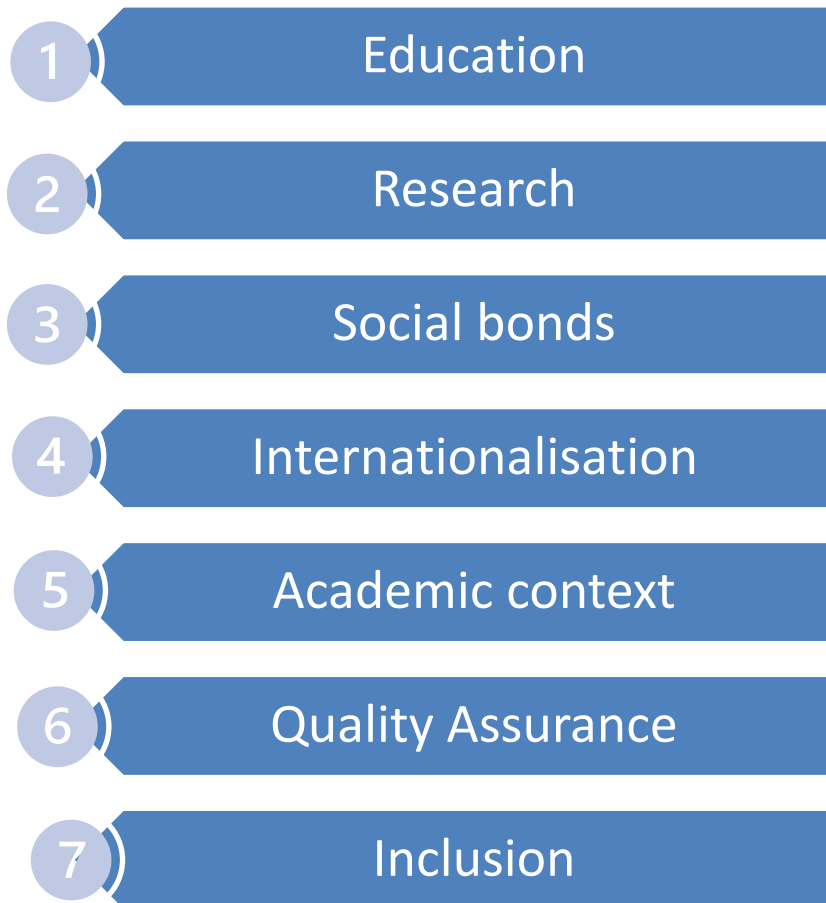 1 Education
2 Research
3 Social bonds
4 Internationalisation
5 Academic context
6 Quality Assurance
7 Inclusion